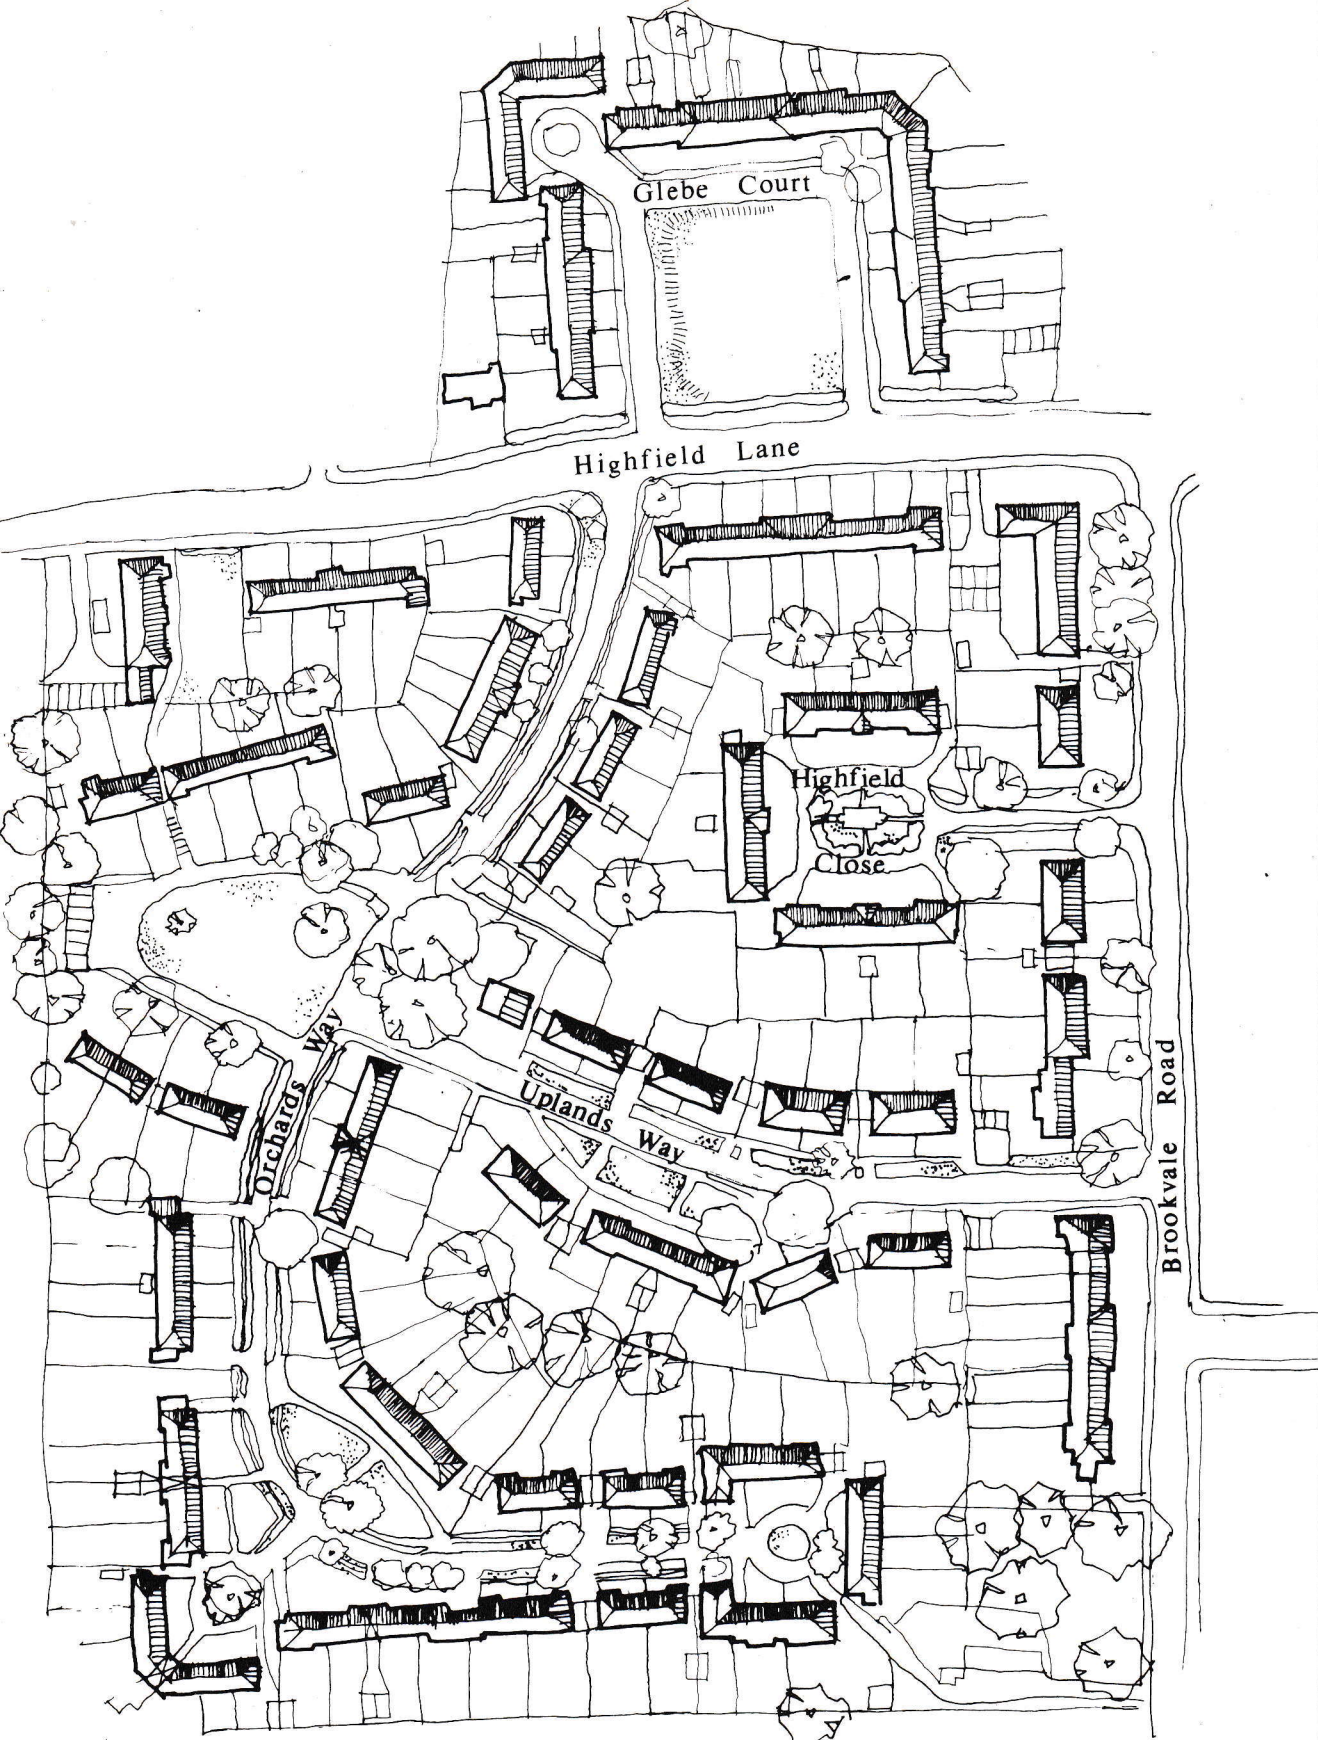 Glebe Court
Highfield Lane
Highfield
Close
Orchards Way
Uplands Way
Brookvale Road